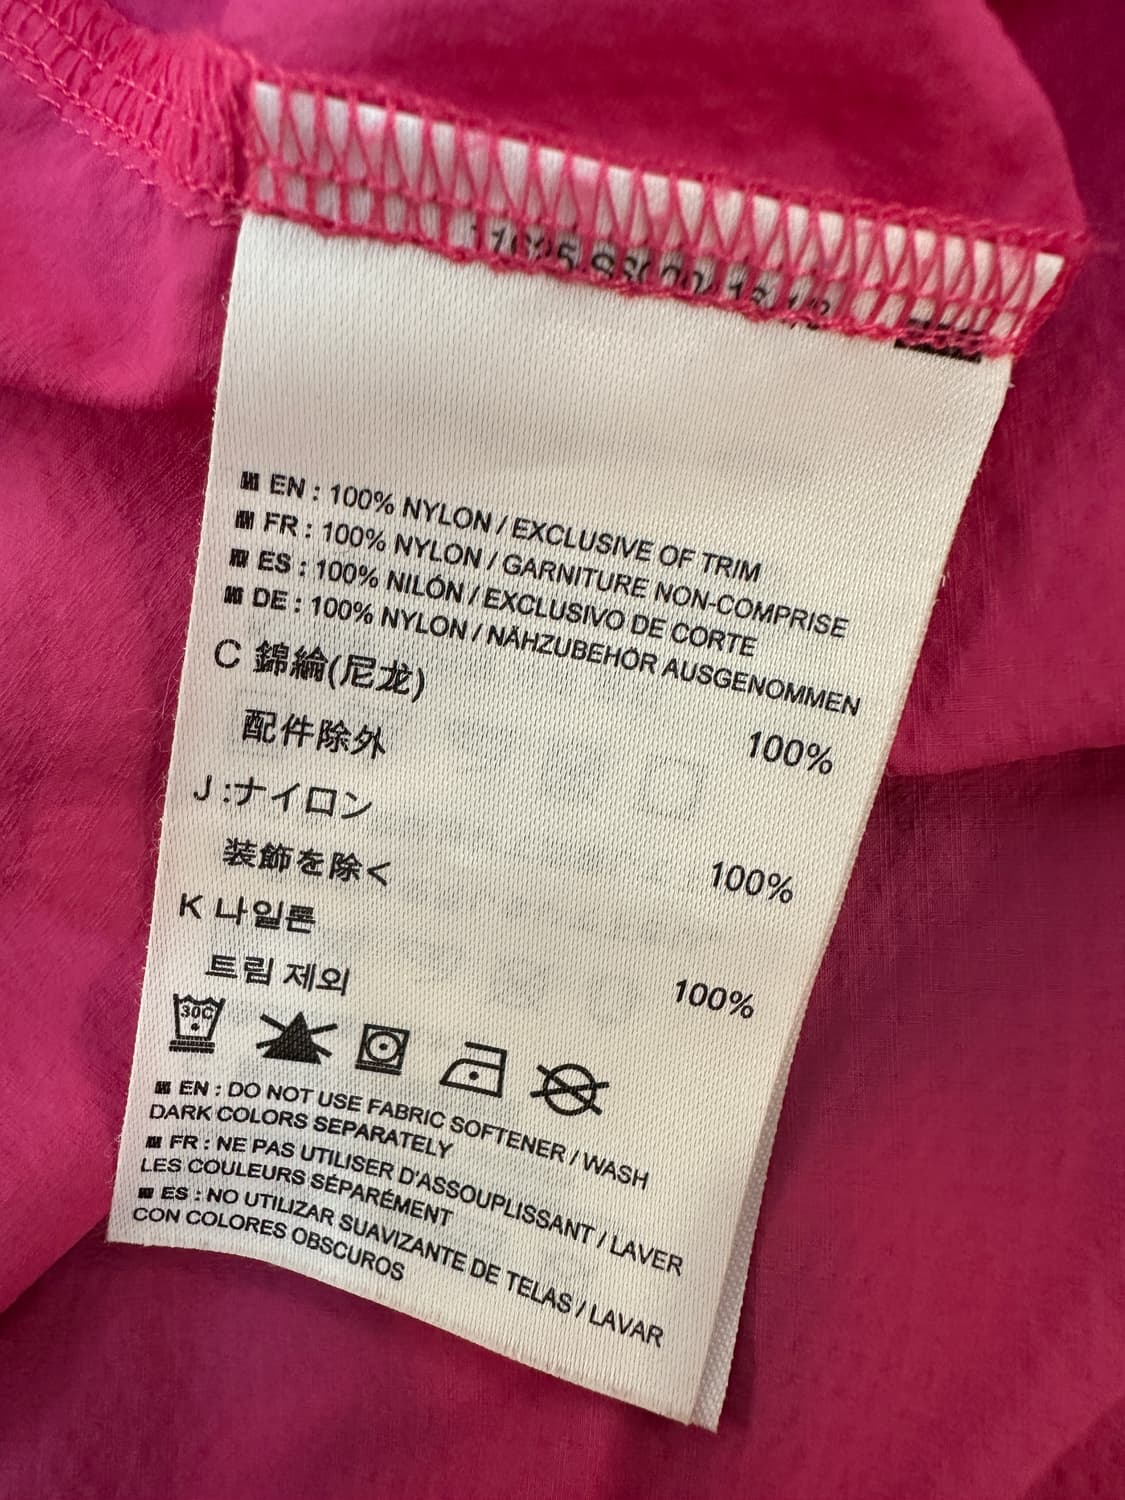 EN : 100% NYLON / EXCLUSIVE OF TRIM
FR : 100% NYLON / GARNITURE NON-COMPRISE
ES : 100% NILÓN / EXCLUSIVO DE CORTE
DE : 100% NYLON / NÄHZUBEHÖR AUSGENOMMEN
C 錦綸(尼龙) 100%
配件除外
J :ナイロン 100%
装飾を除く
K 나일론 100%
트림 제외
30C
EN : DO NOT USE FABRIC SOFTENER / WASH
DARK COLORS SEPARATELY
FR : NE PAS UTILISER D'ASSOUPLISSANT / LAVER
LES COULEURS SÉPARÉMENT
ES : NO UTILIZAR SUAVIZANTE DE TELAS / LAVAR
CON COLORES OBSCUROS